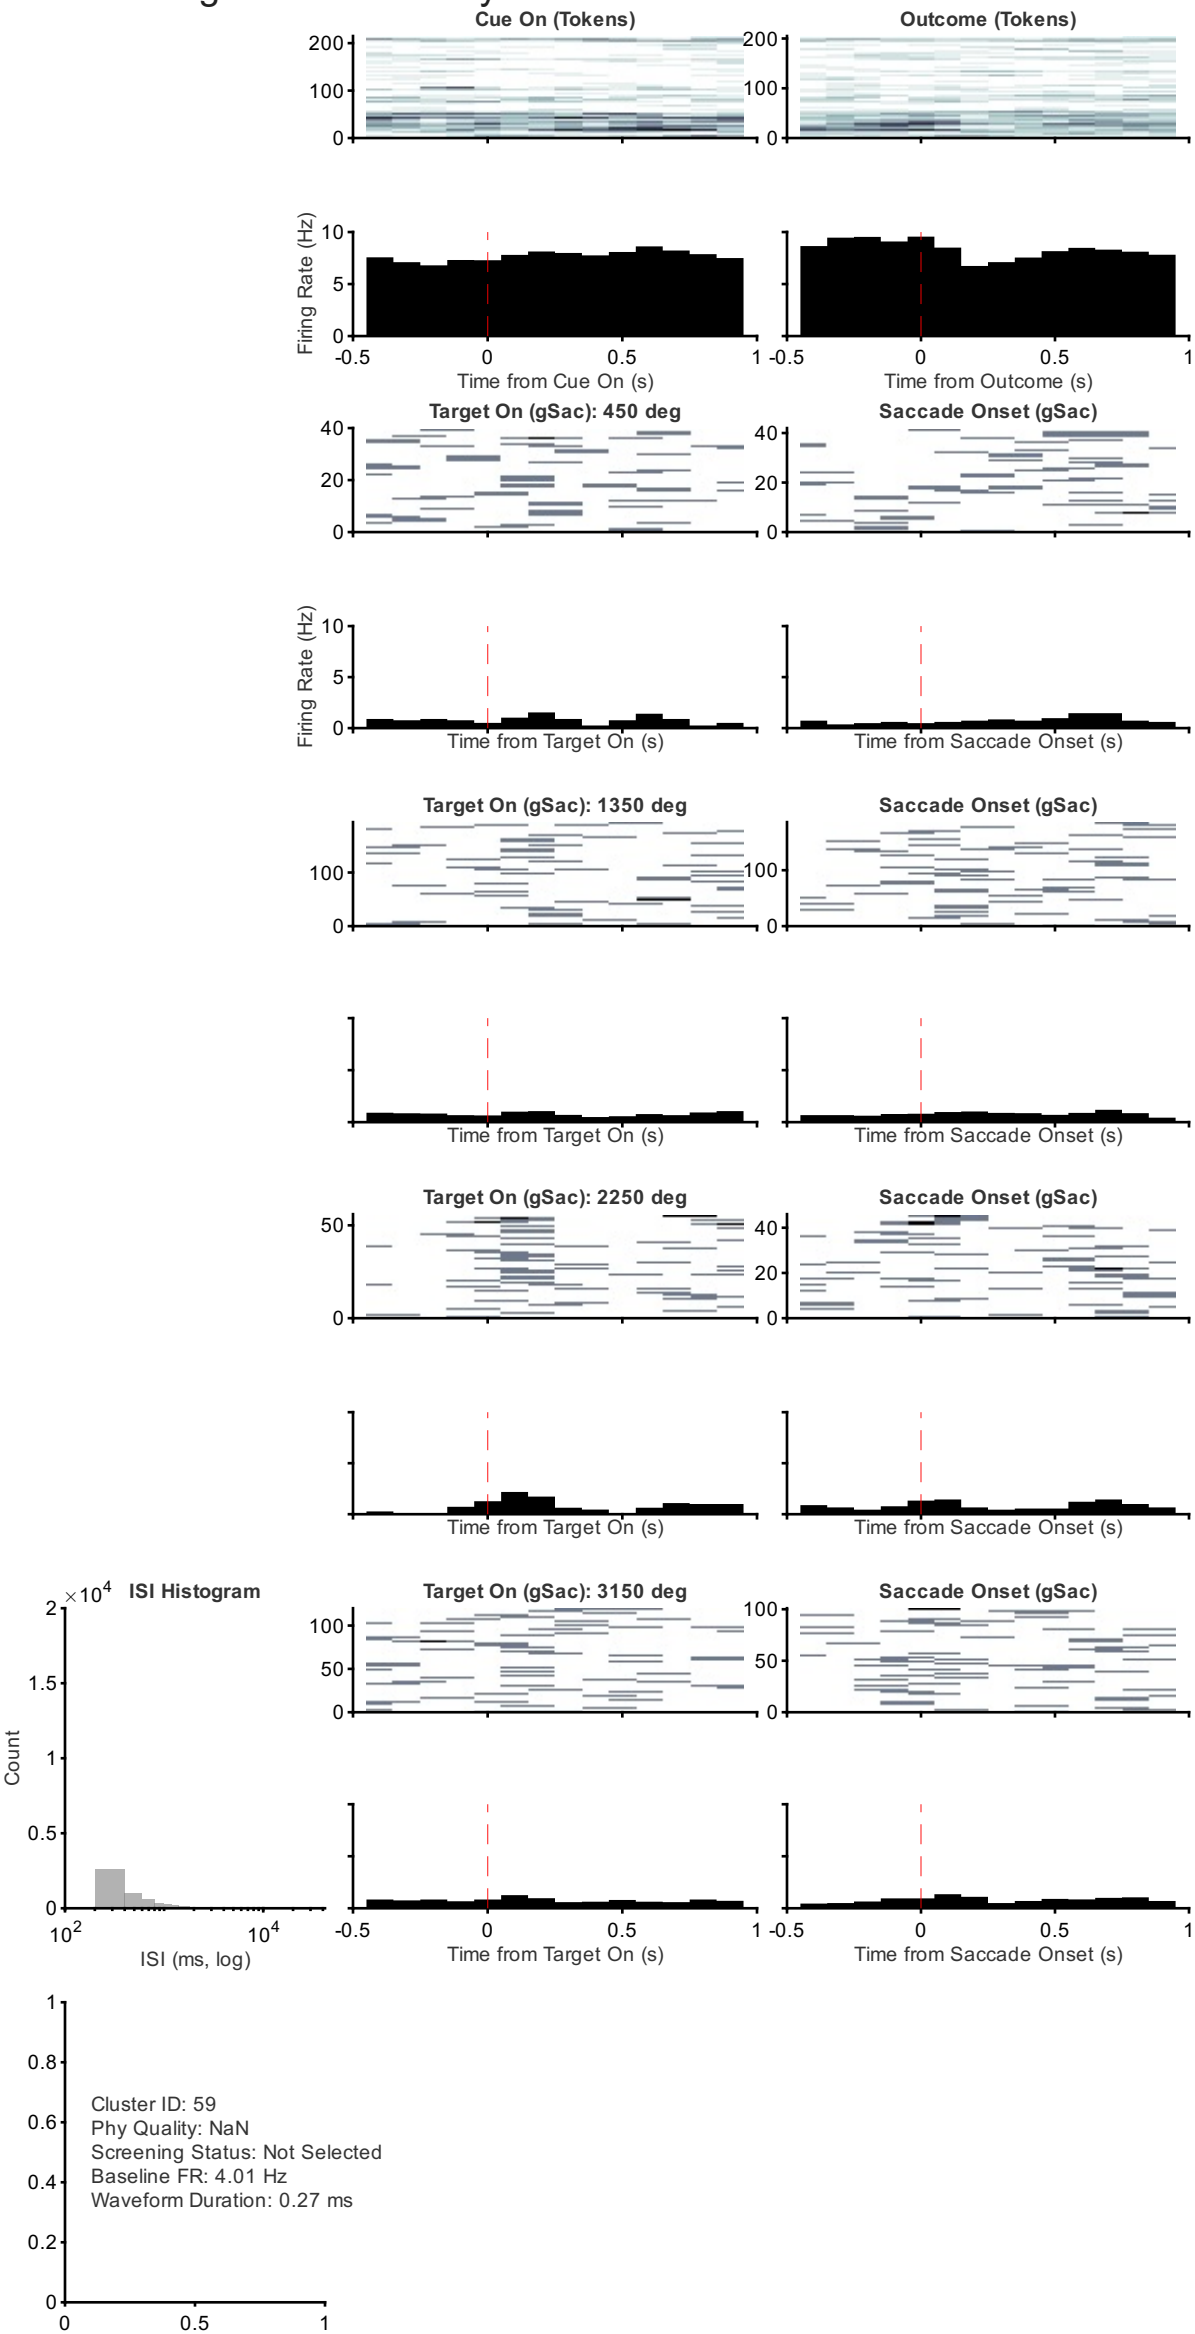 Cue On (Tokens)
Outcome (Tokens)
200
100
0
200
100
0
Firing Rate (Hz)
10
5
0
-0.5 0 0.5 1
-0.5 0 0.5 1
Time from Cue On (s)
Time from Outcome (s)
Target On (gSac): 450 deg
Saccade Onset (gSac)
40
20
0
40
20
0
Firing Rate (Hz)
10
5
0
Time from Target On (s)
Time from Saccade Onset (s)
Target On (gSac): 1350 deg
Saccade Onset (gSac)
100
0
100
0
Time from Target On (s)
Time from Saccade Onset (s)
Target On (gSac): 2250 deg
Saccade Onset (gSac)
50
0
40
20
0
Time from Target On (s)
Time from Saccade Onset (s)
×10⁴
ISI Histogram
Target On (gSac): 3150 deg
Saccade Onset (gSac)
2
1.5
1
0.5
0
Count
10² 10⁴
ISI (ms, log)
100
50
0
100
50
0
-0.5 0 0.5 1
-0.5 0 0.5 1
Time from Target On (s)
Time from Saccade Onset (s)
1
0.8
0.6
0.4
0.2
0
Cluster ID: 59
Phy Quality: NaN
Screening Status: Not Selected
Baseline FR: 4.01 Hz
Waveform Duration: 0.27 ms
0 0.5 1